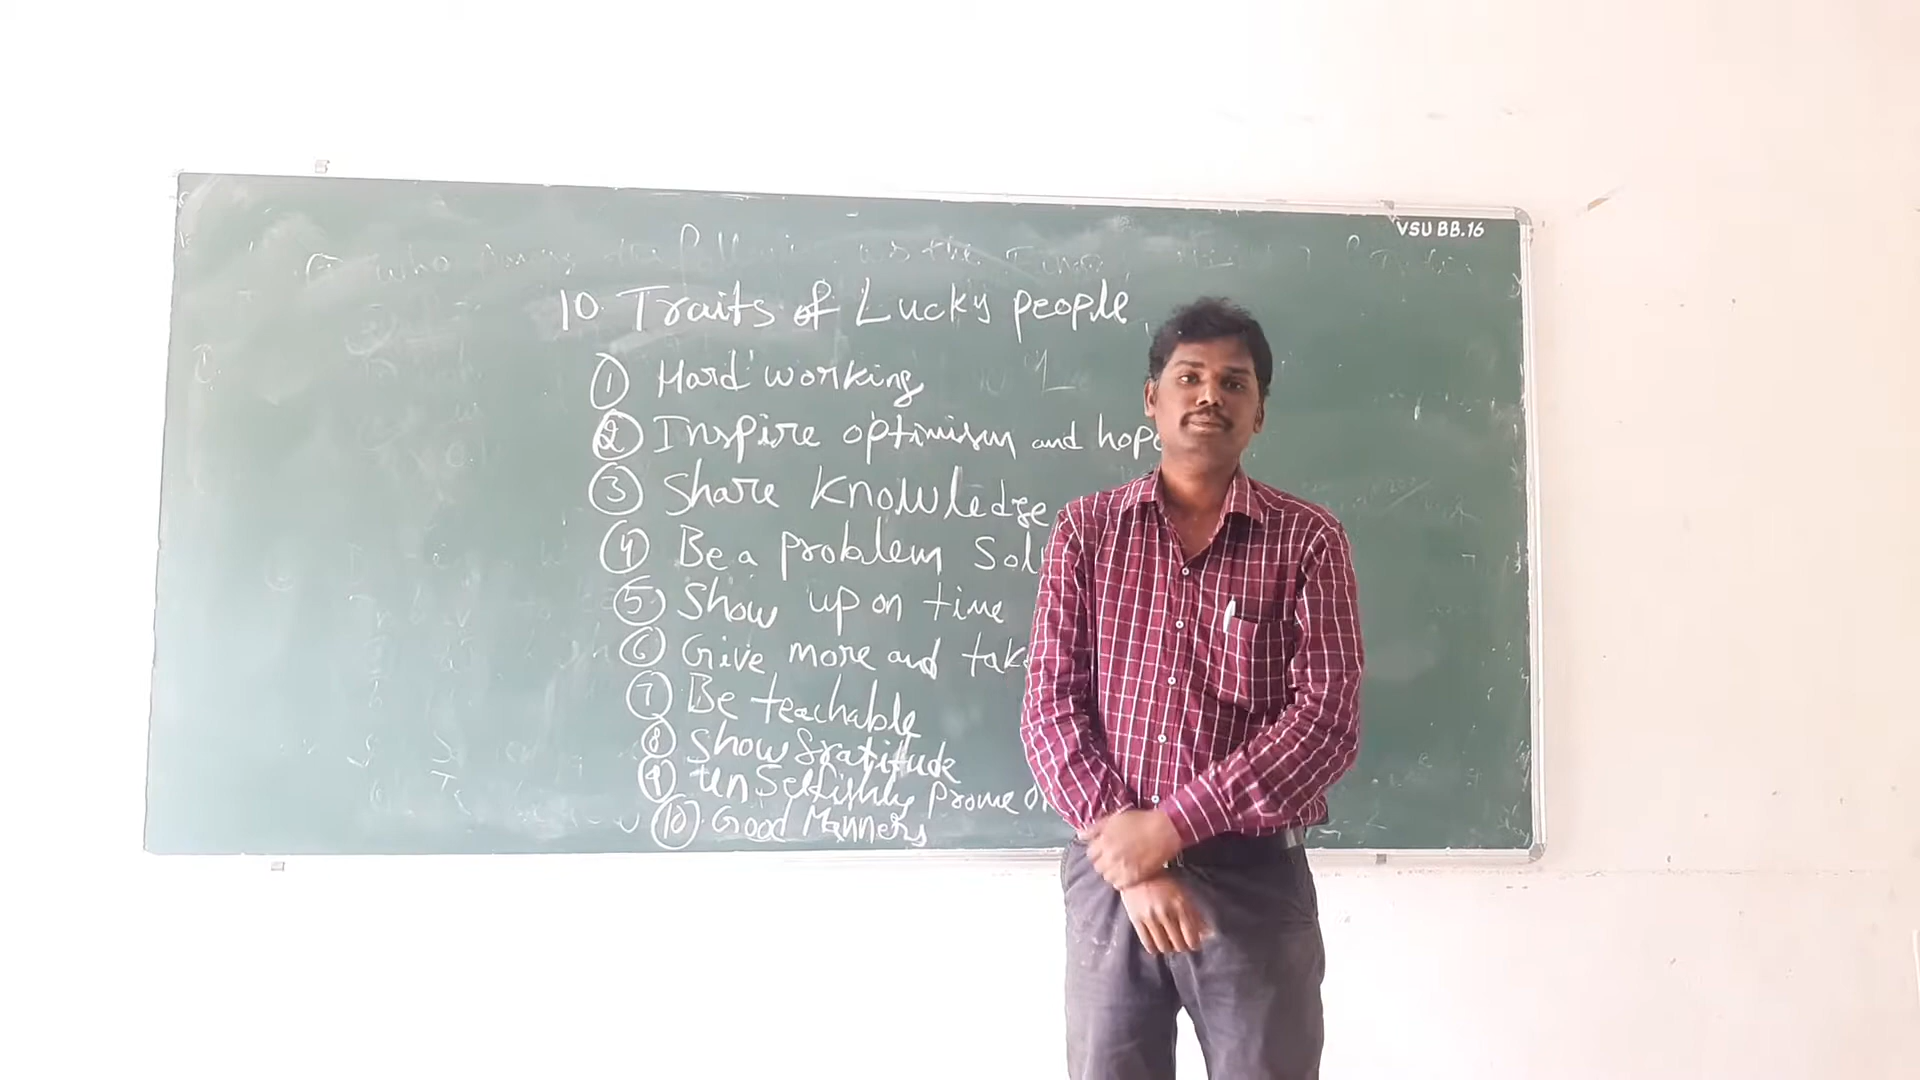 VSU BB.16
10. Traits of Lucky people
① Hard working
② Inspire optimism and hope
③ Share Knowledge
④ Be a problem Sol
⑤ Show up on time
⑥ Give more and take
⑦ Be teachable
⑧ Show gratitude
⑨ unselfishly
⑩ Good Manners